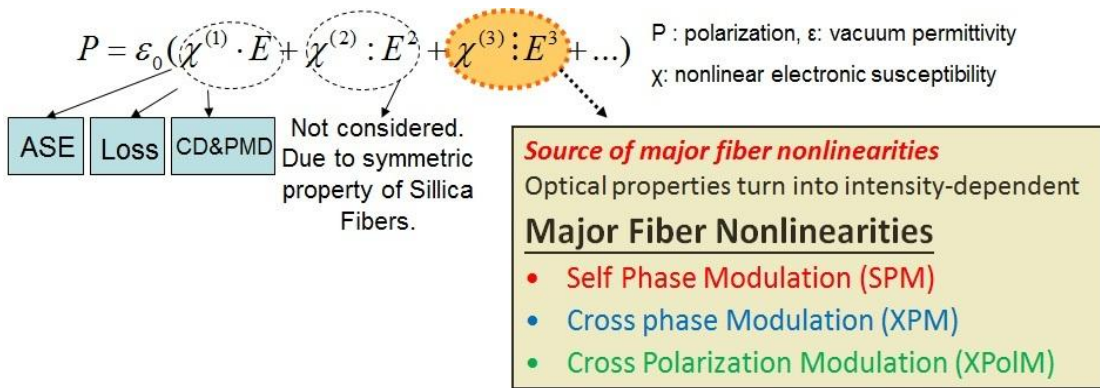 P = ε₀(χ⁽¹⁾ · E + χ⁽²⁾ : E² + χ⁽³⁾ ⋮ E³ + ...)
P : polarization, ε: vacuum permittivity
χ: nonlinear electronic susceptibility
ASE
Loss
CD&PMD
Not considered.
Due to symmetric
property of Sillica
Fibers.
Source of major fiber nonlinearities
Optical properties turn into intensity-dependent
Major Fiber Nonlinearities
• Self Phase Modulation (SPM)
• Cross phase Modulation (XPM)
• Cross Polarization Modulation (XPolM)